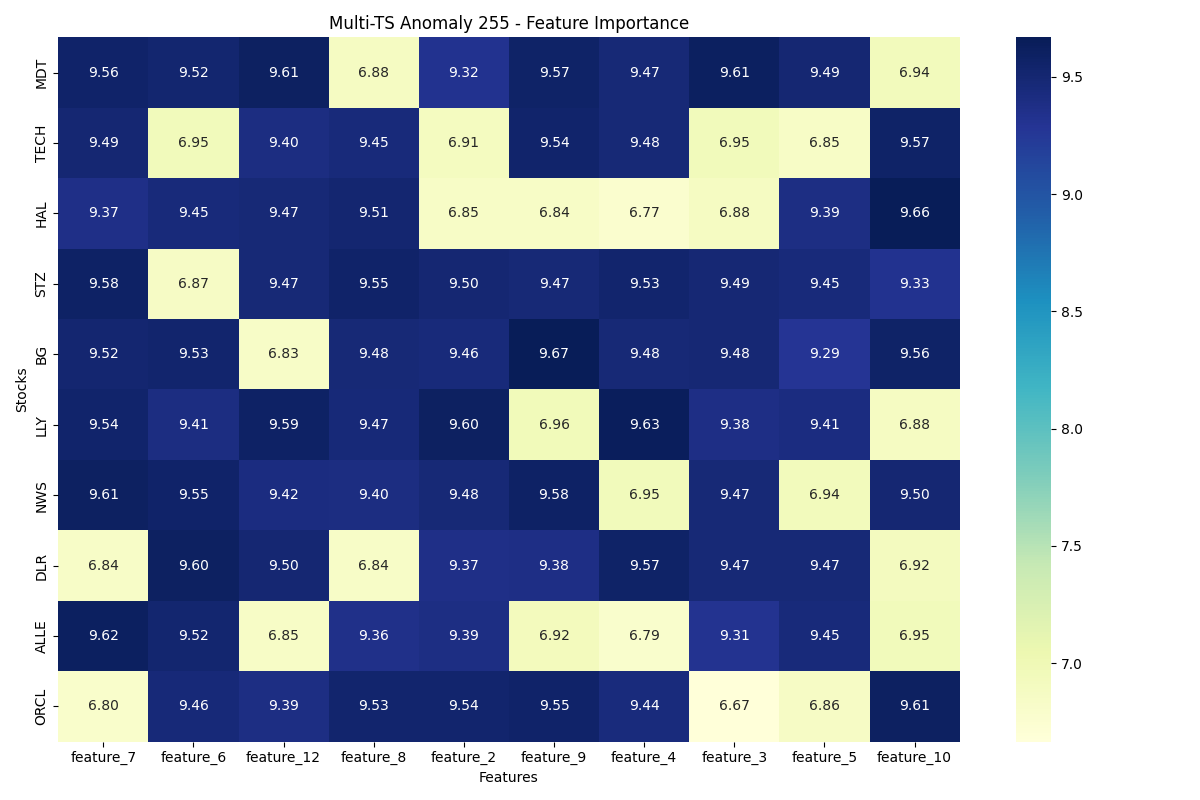 Multi-TS Anomaly 255 - Feature Importance
Stocks
MDT 9.56 9.52 9.61 6.88 9.32 9.57 9.47 9.61 9.49 6.94
TECH 9.49 6.95 9.40 9.45 6.91 9.54 9.48 6.95 6.85 9.57
HAL 9.37 9.45 9.47 9.51 6.85 6.84 6.77 6.88 9.39 9.66
STZ 9.58 6.87 9.47 9.55 9.50 9.47 9.53 9.49 9.45 9.33
BG 9.52 9.53 6.83 9.48 9.46 9.67 9.48 9.48 9.29 9.56
LLY 9.54 9.41 9.59 9.47 9.60 6.96 9.63 9.38 9.41 6.88
NWS 9.61 9.55 9.42 9.40 9.48 9.58 6.95 9.47 6.94 9.50
DLR 6.84 9.60 9.50 6.84 9.37 9.38 9.57 9.47 9.47 6.92
ALLE 9.62 9.52 6.85 9.36 9.39 6.92 6.79 9.31 9.45 6.95
ORCL 6.80 9.46 9.39 9.53 9.54 9.55 9.44 6.67 6.86 9.61
feature_7 feature_6 feature_12 feature_8 feature_2 feature_9 feature_4 feature_3 feature_5 feature_10
Features
9.5
9.0
8.5
8.0
7.5
7.0